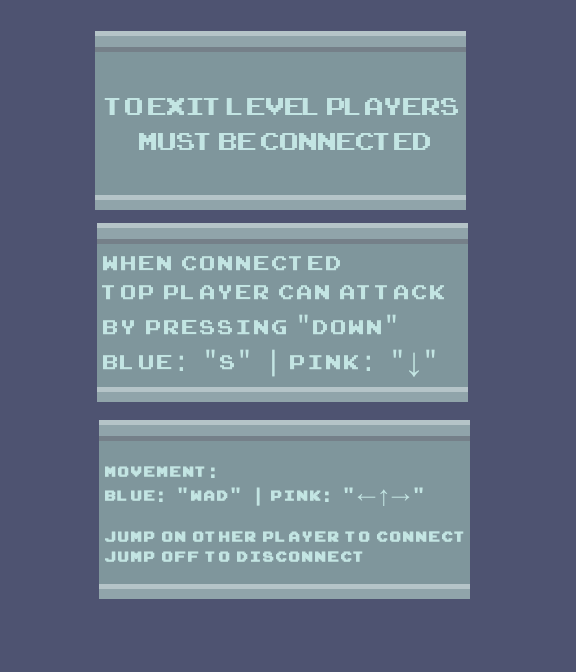 TO EXIT LEVEL PLAYERS
MUST BE CONNECTED
WHEN CONNECTED
TOP PLAYER CAN ATTACK
BY PRESSING "DOWN"
BLUE: "S" | PINK: "↓"
MOVEMENT:
BLUE: "WAD" | PINK: "←↑→"
JUMP ON OTHER PLAYER TO CONNECT
JUMP OFF TO DISCONNECT